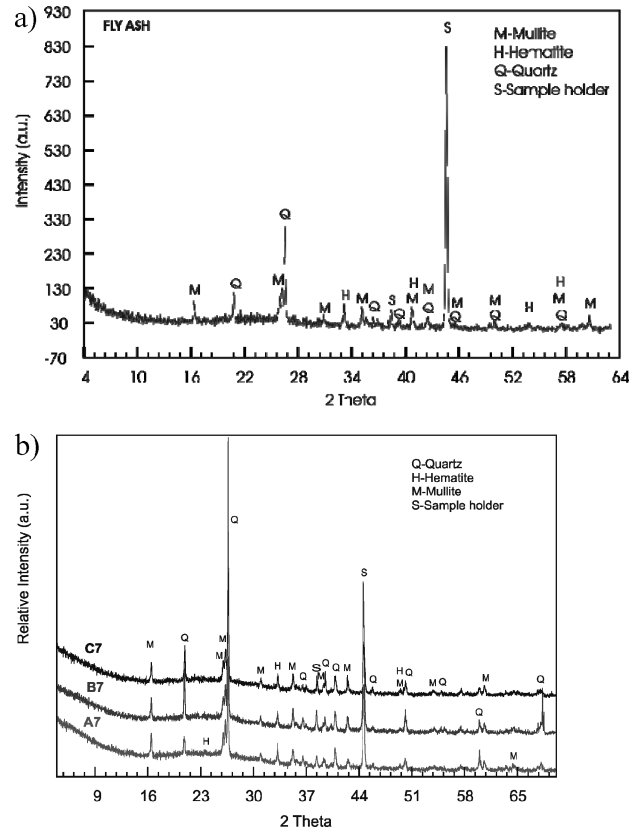 a)
FLY ASH
M-Mullite
H-Hematite
Q-Quartz
S-Sample holder
Intensity (a.u.)
930
830
730
630
530
430
330
230
130
30
-70
S
Q
M
Q
M
M
H
M
Q
S
Q
H
M
M
Q
M
Q
M
Q
H
H
M
Q
M
4 10 16 22 28 34 40 46 52 58 64
2 Theta
b)
Q-Quartz
H-Hematite
M-Mullite
S-Sample holder
Relative Intensity (a.u.)
Q
S
C7
M
Q
M
M
M
H
M
Q
S
M
Q
Q
M
Q
H
M
Q
M
Q
M
Q
B7
Q
A7
H
M
9 16 23 30 37 44 51 58 65
2 Theta